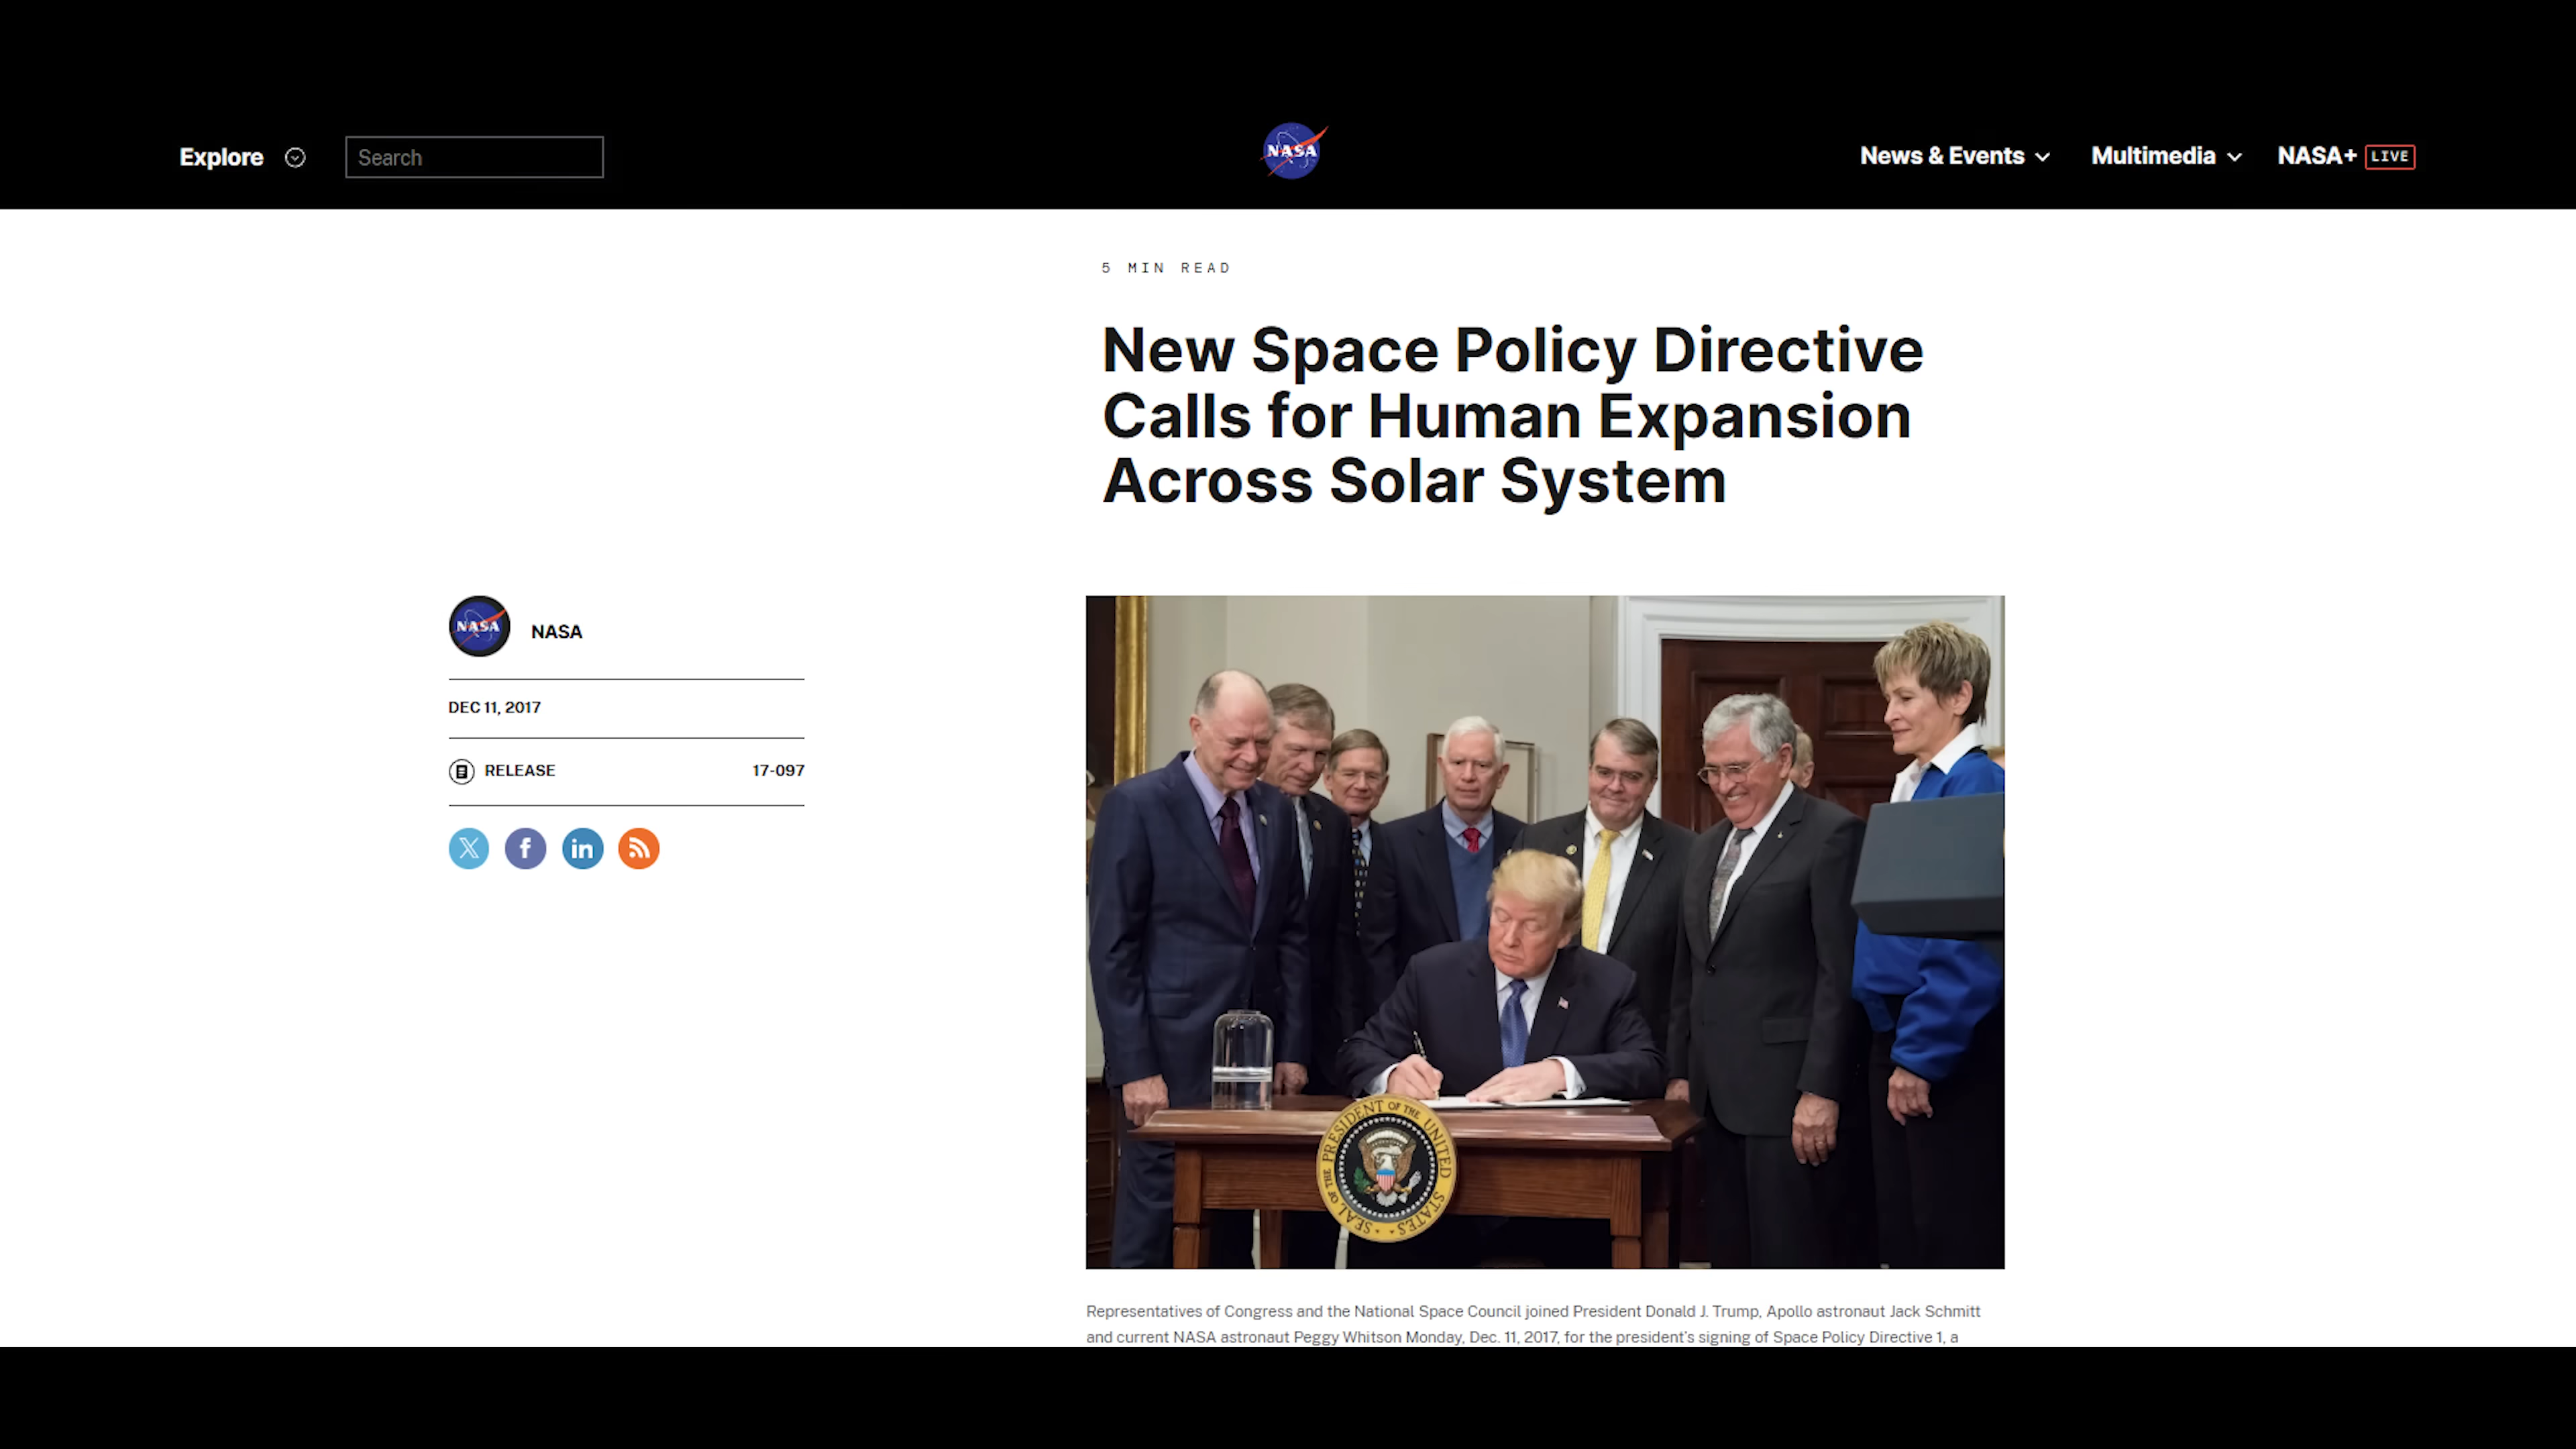 Explore
Search
NASA
News & Events
Multimedia
NASA+ LIVE
5 MIN READ
New Space Policy Directive
Calls for Human Expansion
Across Solar System
NASA
NASA
DEC 11, 2017
RELEASE 17-097
X f in
SEAL OF THE PRESIDENT OF THE UNITED STATES
Representatives of Congress and the National Space Council joined President Donald J. Trump, Apollo astronaut Jack Schmitt
and current NASA astronaut Peggy Whitson Monday, Dec. 11, 2017, for the president's signing of Space Policy Directive 1, a